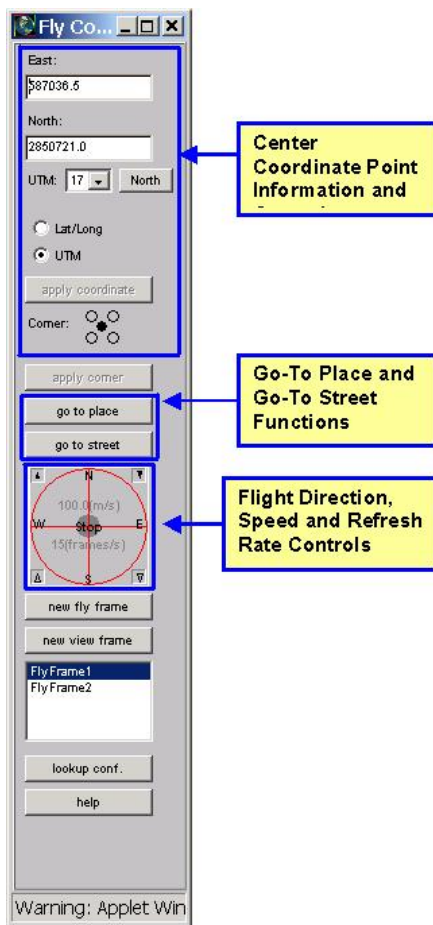 Fly Co...
East:
587036.5
North:
2850721.0
UTM: 17 North
Lat/Long
UTM
apply coordinate
Corner:
apply corner
go to place
go to street
N
100.0(m/s)
W Stop E
15(frames/s)
S
new fly frame
new view frame
FlyFrame1
FlyFrame2
lookup conf.
help
Warning: Applet Win
Center
Coordinate Point
Information and
Go-To Place and
Go-To Street
Functions
Flight Direction,
Speed and Refresh
Rate Controls